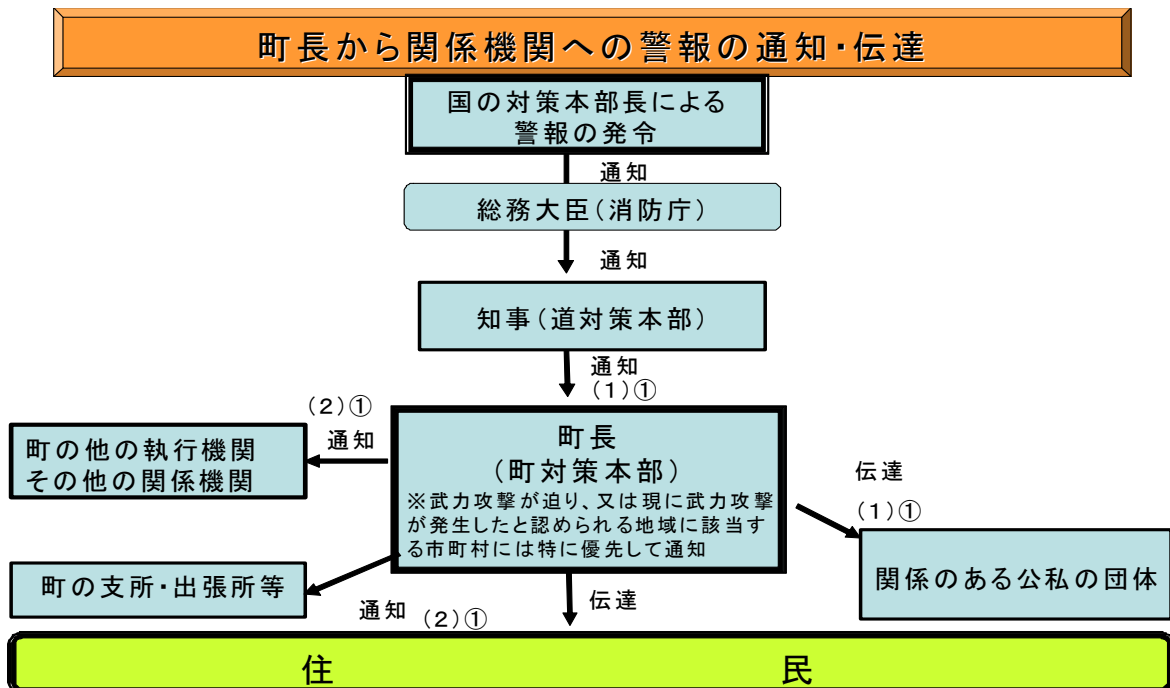 町長から関係機関への警報の通知・伝達
国の対策本部長による
警報の発令
通知
総務大臣(消防庁)
通知
知事(道対策本部)
通知
(1)①
(2)①
通知
町の他の執行機関
その他の関係機関
町長
(町対策本部)
※武力攻撃が迫り、又は現に武力攻撃
が発生したと認められる地域に該当す
る市町村には特に優先して通知
伝達
(1)①
関係のある公私の団体
町の支所・出張所等
通知 (2)①
伝達
住民